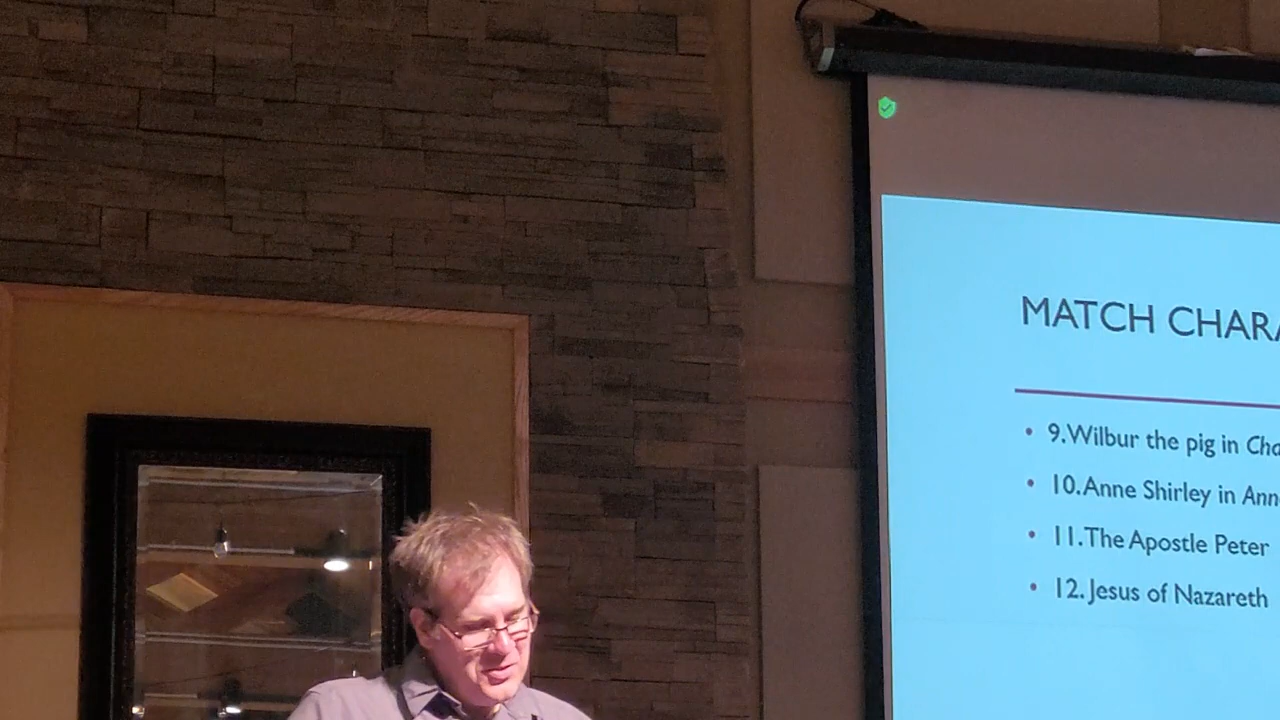 MATCH CHARA
• 9.Wilbur the pig in Cha
• 10.Anne Shirley in Ann
• 11.The Apostle Peter
• 12.Jesus of Nazareth